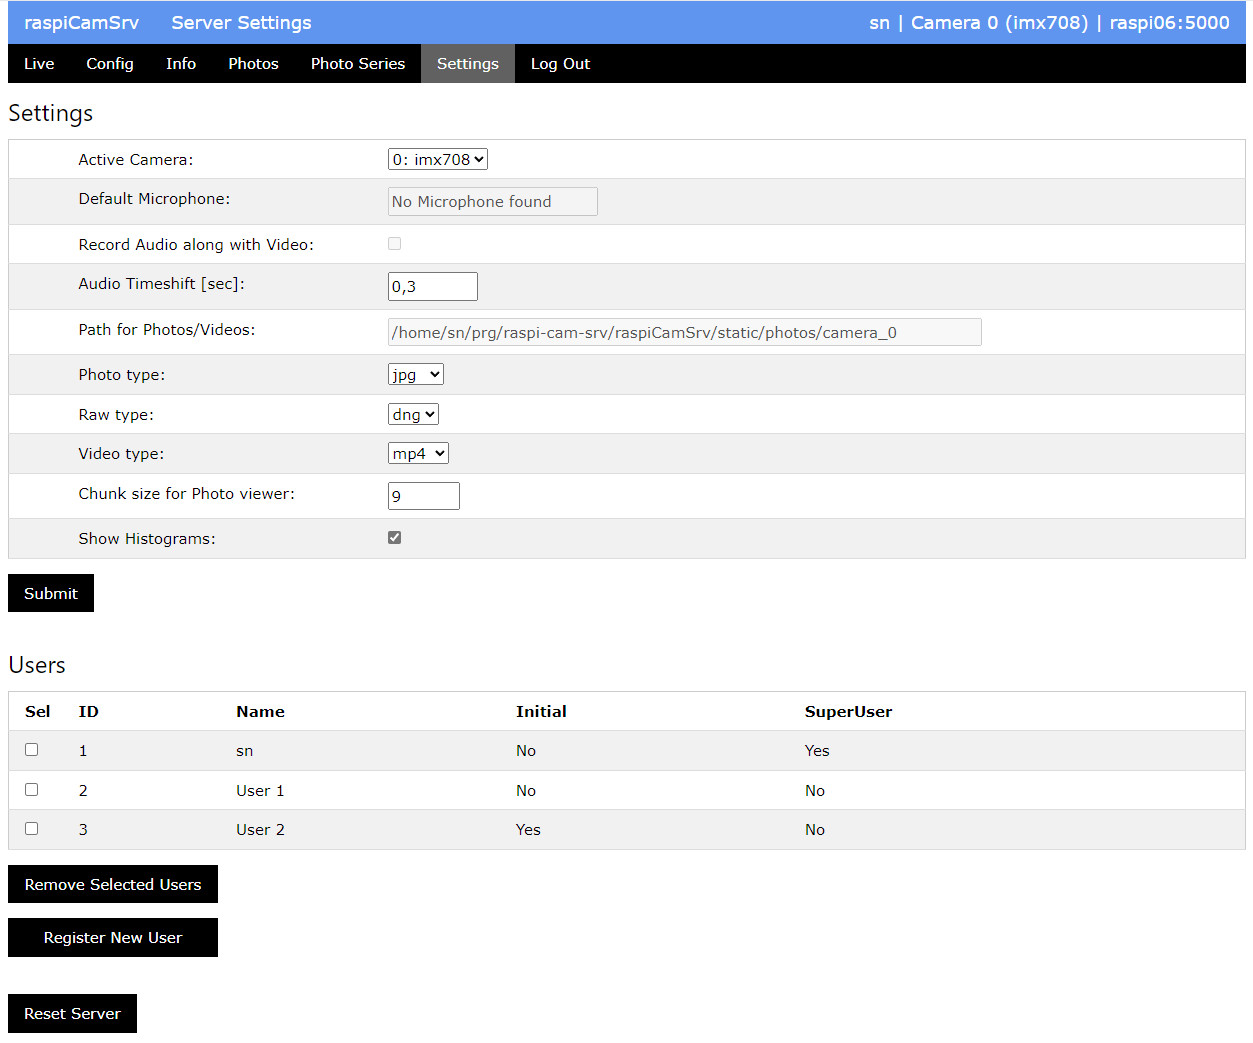 raspiCamSrv Server Settings sn | Camera 0 (imx708) | raspi06:5000
Live Config Info Photos Photo Series Settings Log Out
Settings
Active Camera: 0: imx708
Default Microphone: No Microphone found
Record Audio along with Video:
Audio Timeshift [sec]: 0,3
Path for Photos/Videos: /home/sn/prg/raspi-cam-srv/raspiCamSrv/static/photos/camera_0
Photo type: jpg
Raw type: dng
Video type: mp4
Chunk size for Photo viewer: 9
Show Histograms:
Submit
Users
Sel ID Name Initial SuperUser
1 sn No Yes
2 User 1 No No
3 User 2 Yes No
Remove Selected Users
Register New User
Reset Server